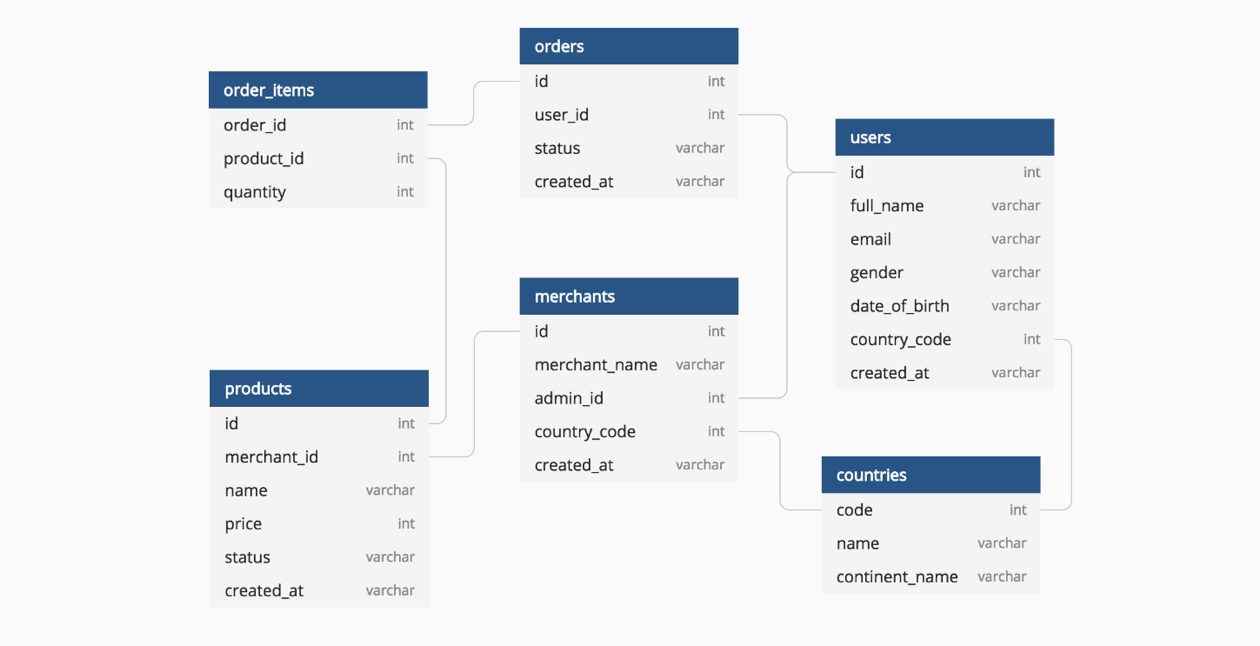 orders
id int
user_id int
status varchar
created_at varchar
order_items
order_id int
product_id int
quantity int
users
id int
full_name varchar
email varchar
gender varchar
date_of_birth varchar
country_code int
created_at varchar
merchants
id int
merchant_name varchar
admin_id int
country_code int
created_at varchar
products
id int
merchant_id int
name varchar
price int
status varchar
created_at varchar
countries
code int
name varchar
continent_name varchar